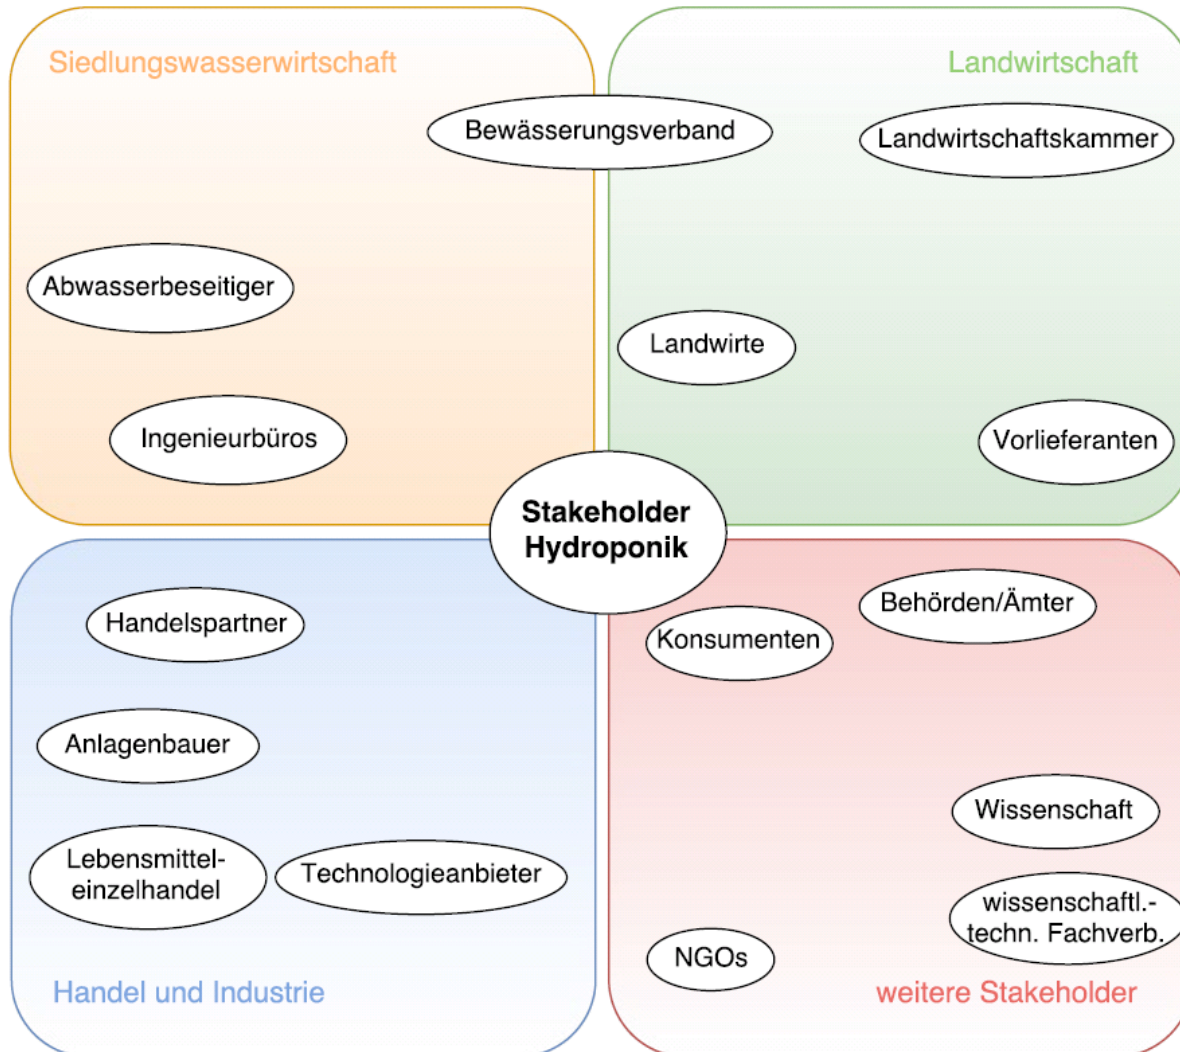 Siedlungswasserwirtschaft
Landwirtschaft
Bewässerungsverband
Landwirtschaftskammer
Abwasserbeseitiger
Landwirte
Ingenieurbüros
Vorlieferanten
Stakeholder
Hydroponik
Handelspartner
Konsumenten
Behörden/Ämter
Anlagenbauer
Wissenschaft
Lebensmittel-
einzelhandel
Technologieanbieter
wissenschaftl.-
techn. Fachverb.
NGOs
Handel und Industrie
weitere Stakeholder